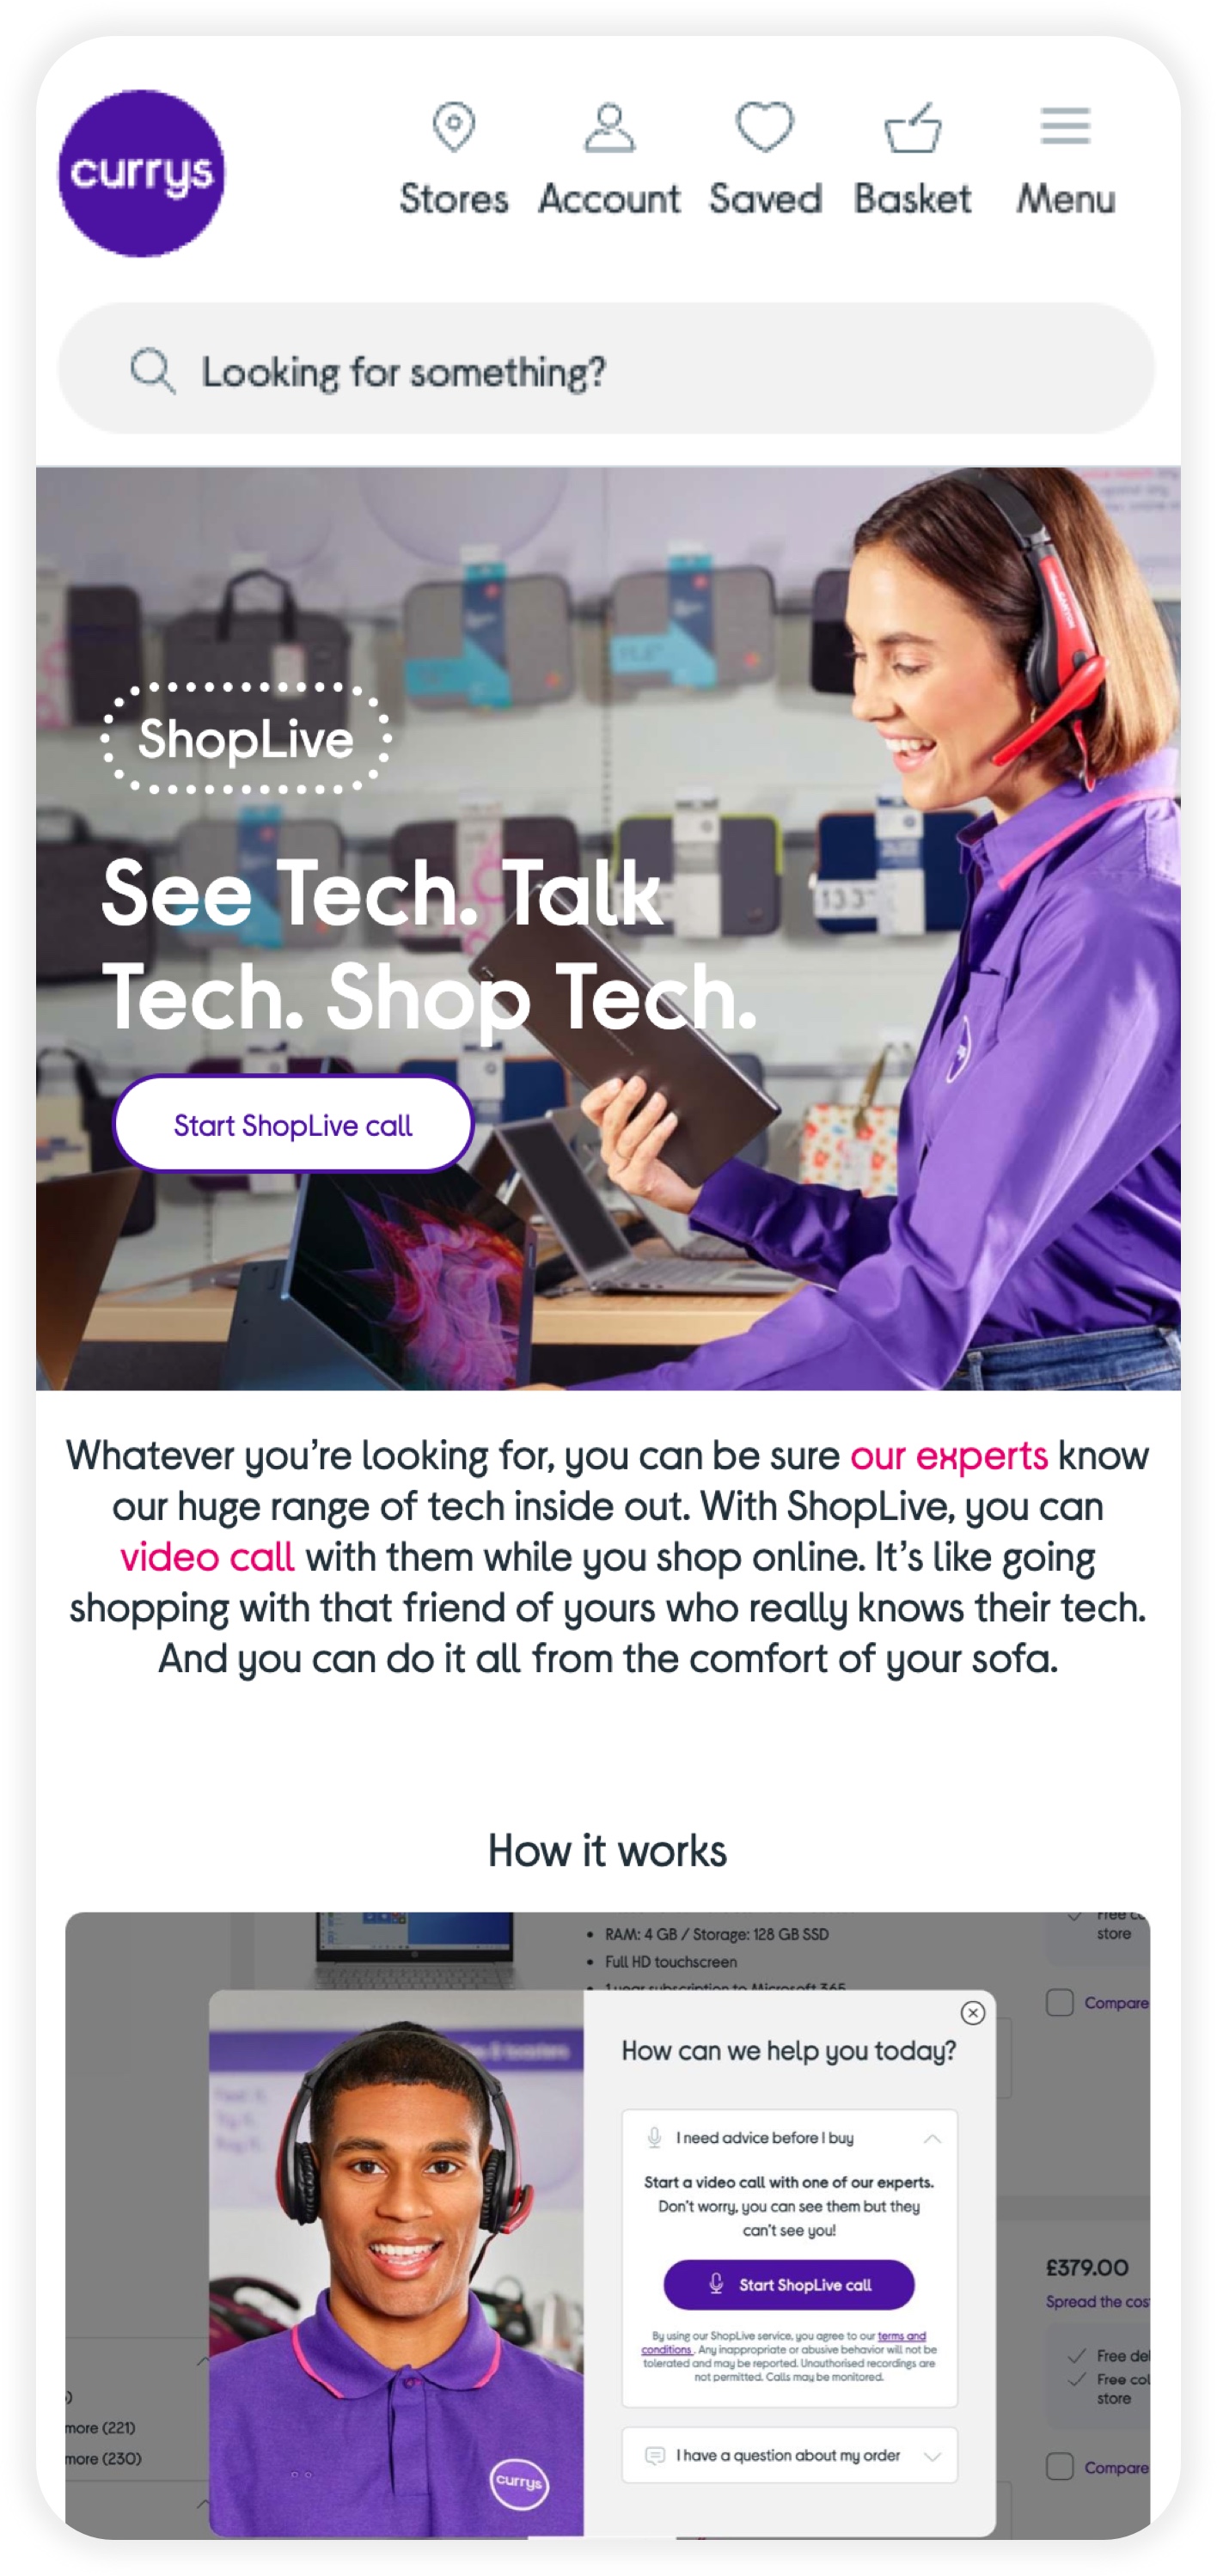 currys
Stores Account Saved Basket Menu
Looking for something?
ShopLive
See Tech. Talk
Tech. Shop Tech.
13.3"
Start ShopLive call
Whatever you’re looking for, you can be sure our experts know
our huge range of tech inside out. With ShopLive, you can
video call with them while you shop online. It’s like going
shopping with that friend of yours who really knows their tech.
And you can do it all from the comfort of your sofa.
How it works
• RAM: 4 GB / Storage: 128 GB SSD
• Full HD touchscreen
• 1 year subscription to Microsoft 365
Free
store
Compare
How can we help you today?
I need advice before I buy
Start a video call with one of our experts.
Don't worry, you can see them but they
can't see you!
Start ShopLive call
By using our ShopLive service, you agree to our terms and
conditions. Any inappropriate or abusive behavior will not be
tolerated and may be reported. Unauthorised recordings are
not permitted. Calls may be monitored.
I have a question about my order
currys
more (221)
more (230)
£379.00
Spread the cos
Free del
Free col
store
Compare